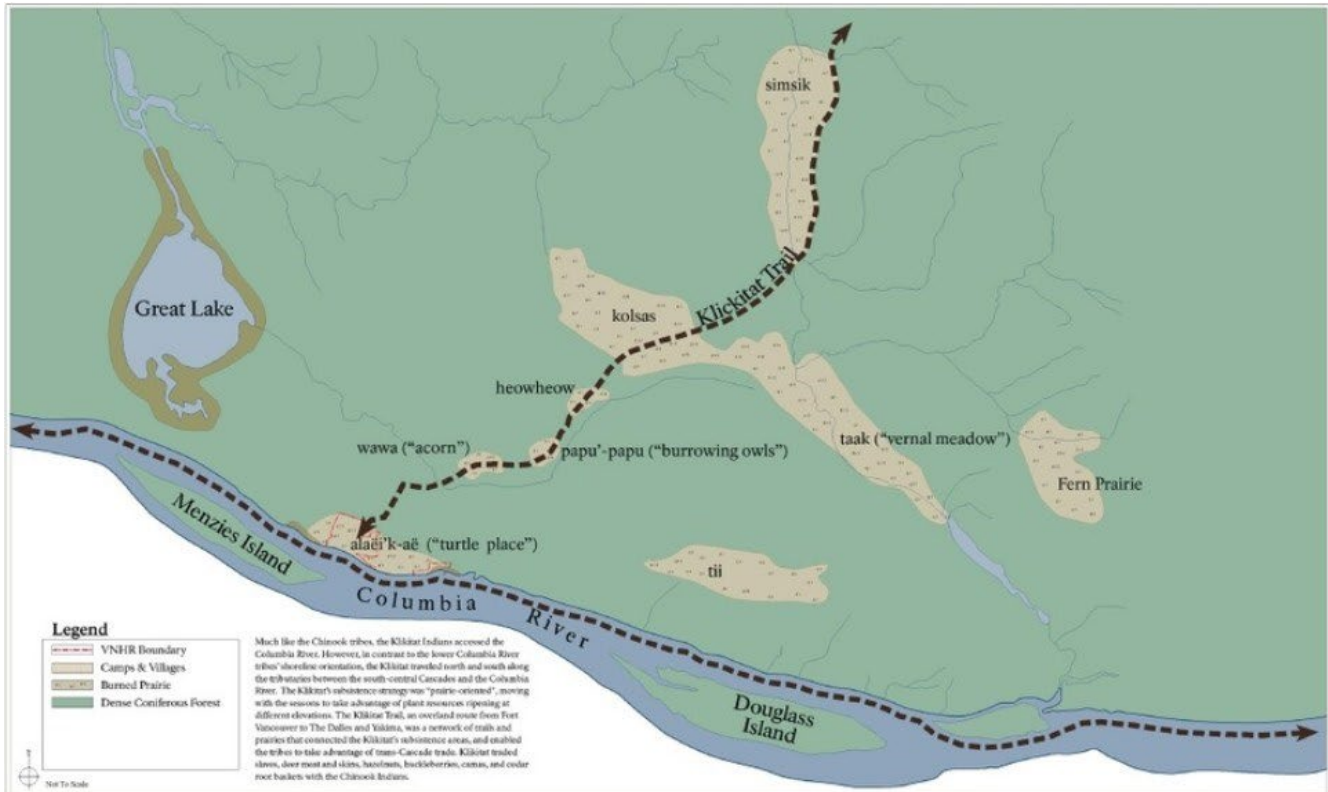 simsik
Klickitat Trail
Great Lake
kolsas
heowheow
wawa ("acorn")
papu'-papu ("burrowing owls")
taak ("vernal meadow")
Fern Prairie
Menzies Island
alaëi'k-aë ("turtle place")
tii
Columbia River
Douglass
Island
Legend
VNHR Boundary
Camps & Villages
Burned Prairie
Dense Coniferous Forest
Not To Scale
Much like the Chinook tribes, the Klikitat Indians accessed the
Columbia River. However, in contrast to the lower Columbia River
tribes' shoreline orientation, the Klikitat traveled north and south along
the tributaries between the south-central Cascades and the Columbia
River. The Klikitat's subsistence strategy was "prairie-oriented", moving
with the seasons to take advantage of plant resources ripening at
different elevations. The Klikitat Trail, an overland route from Fort
Vancouver to The Dalles and Yakima, was a network of trails and
prairies that connected the Klikitat's subsistence areas, and enabled
the tribes to take advantage of trans-Cascade trade. Klikitat traded
slaves, deer meat and skins, hazelnuts, huckleberries, camas, and cedar
root baskets with the Chinook Indians.